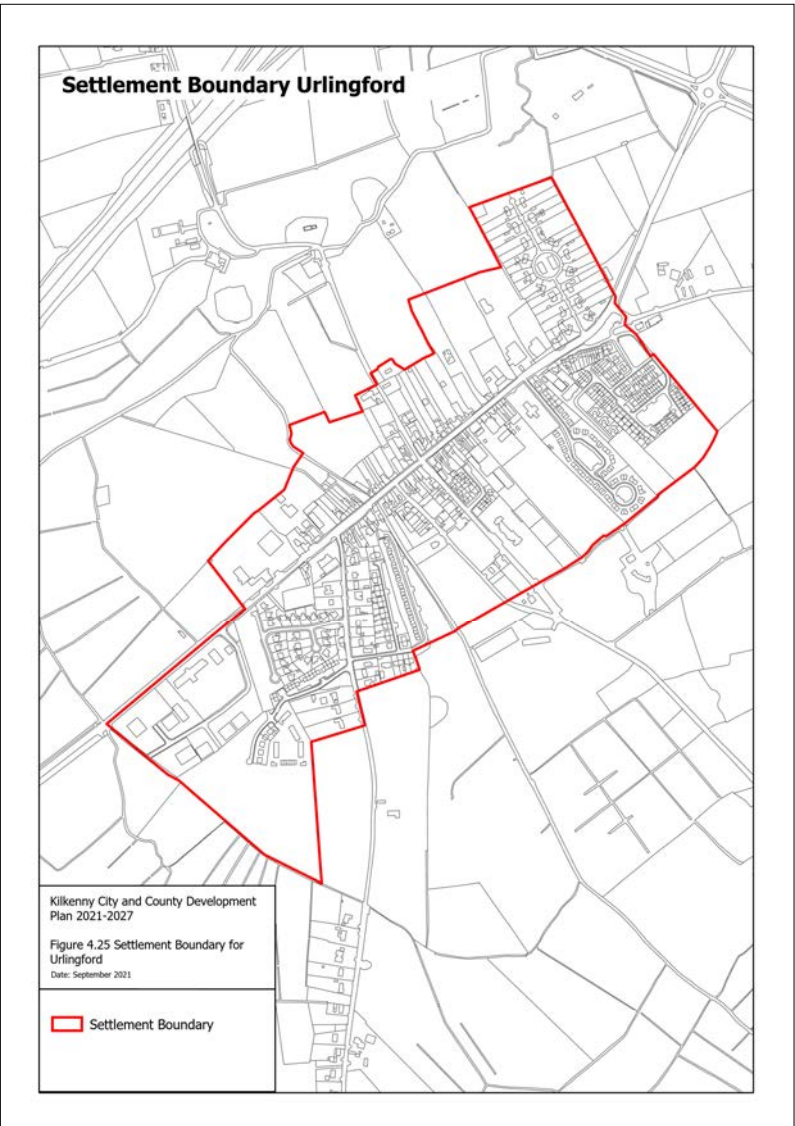 Settlement Boundary Urlingford
Kilkenny City and County Development
Plan 2021-2027
Figure 4.25 Settlement Boundary for
Urlingford
Date: September 2021
Settlement Boundary